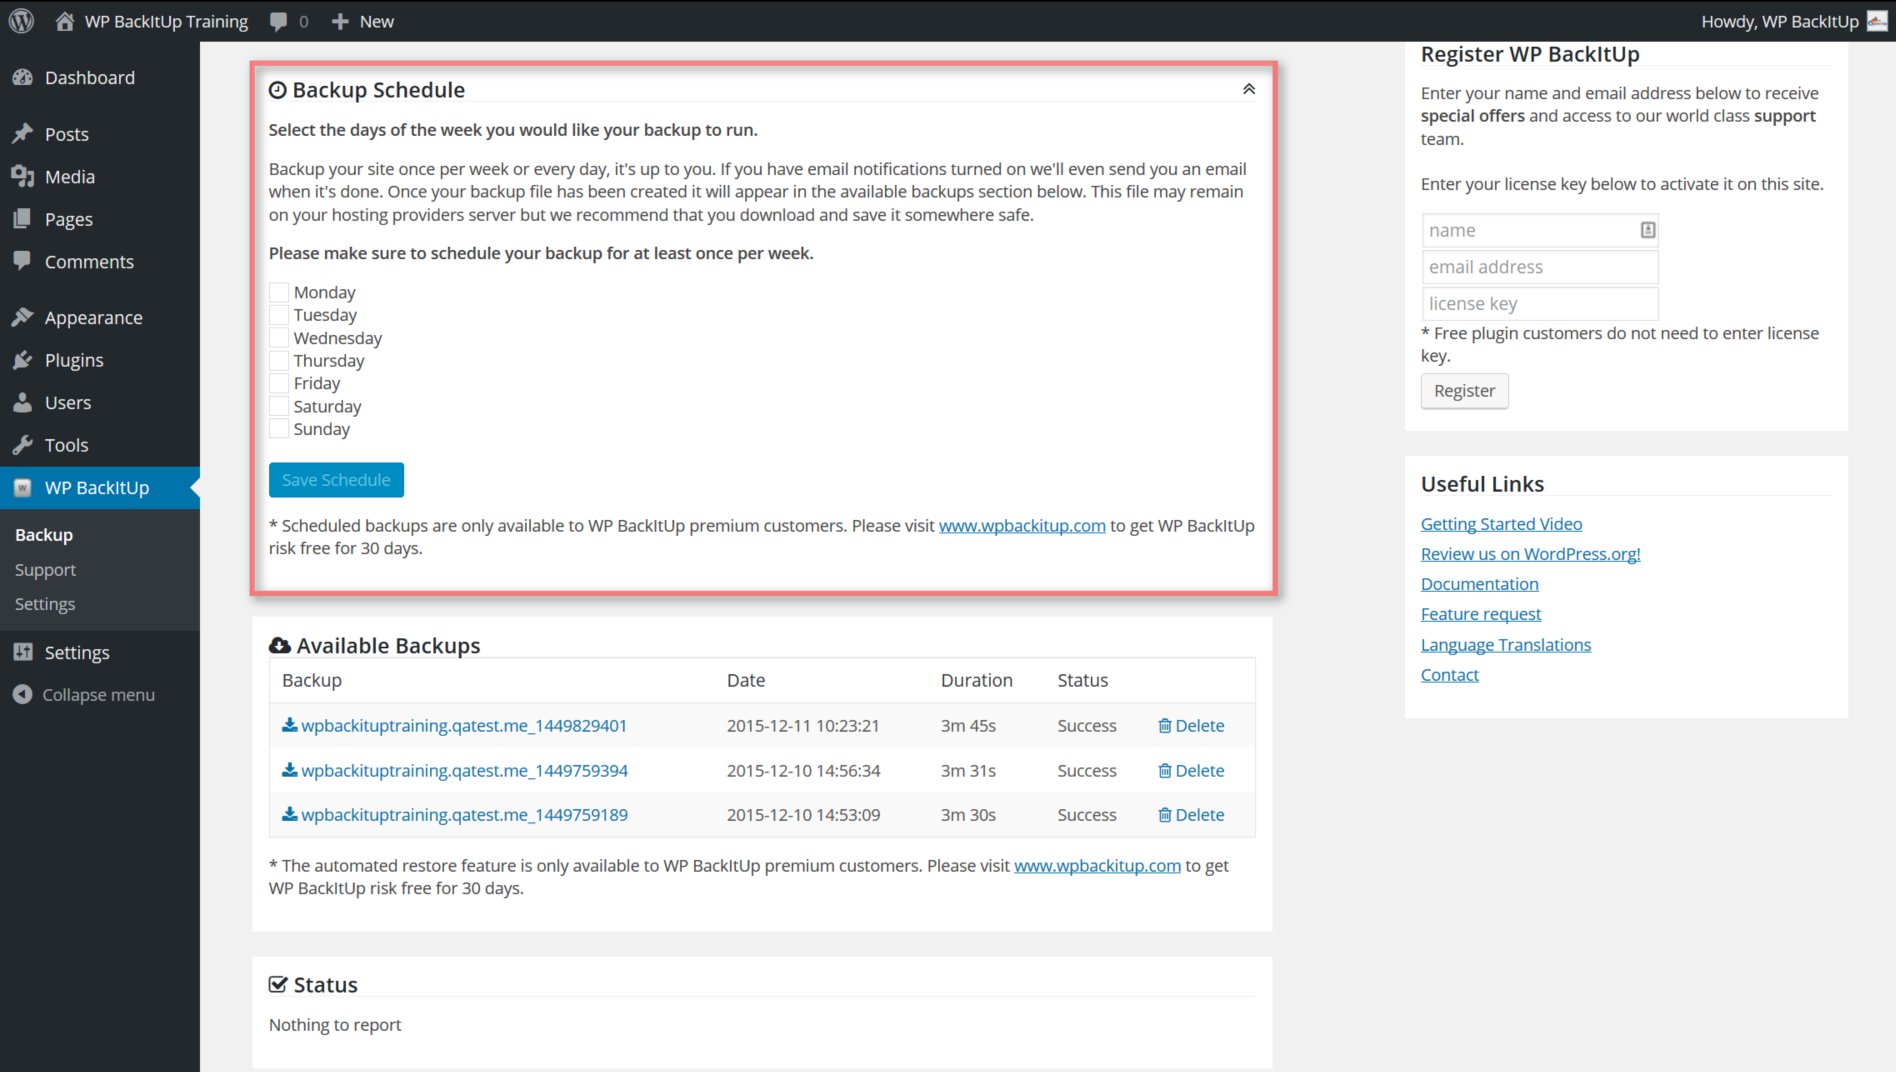 WP BackItUp Training 0 New Howdy, WP BackItUp
Dashboard
Posts
Media
Pages
Comments
Appearance
Plugins
Users
Tools
WP BackItUp
Backup
Support
Settings
Settings
Collapse menu
Backup Schedule
Select the days of the week you would like your backup to run.
Backup your site once per week or every day, it's up to you. If you have email notifications turned on we'll even send you an email
when it's done. Once your backup file has been created it will appear in the available backups section below. This file may remain
on your hosting providers server but we recommend that you download and save it somewhere safe.
Please make sure to schedule your backup for at least once per week.
Monday
Tuesday
Wednesday
Thursday
Friday
Saturday
Sunday
Save Schedule
* Scheduled backups are only available to WP BackItUp premium customers. Please visit www.wpbackitup.com to get WP BackItUp
risk free for 30 days.
Available Backups
Backup Date Duration Status
wpbackituptraining.qatest.me_1449829401 2015-12-11 10:23:21 3m 45s Success Delete
wpbackituptraining.qatest.me_1449759394 2015-12-10 14:56:34 3m 31s Success Delete
wpbackituptraining.qatest.me_1449759189 2015-12-10 14:53:09 3m 30s Success Delete
* The automated restore feature is only available to WP BackItUp premium customers. Please visit www.wpbackitup.com to get
WP BackItUp risk free for 30 days.
Status
Nothing to report
Register WP BackItUp
Enter your name and email address below to receive
special offers and access to our world class support
team.
Enter your license key below to activate it on this site.
name
email address
license key
* Free plugin customers do not need to enter license
key.
Register
Useful Links
Getting Started Video
Review us on WordPress.org!
Documentation
Feature request
Language Translations
Contact